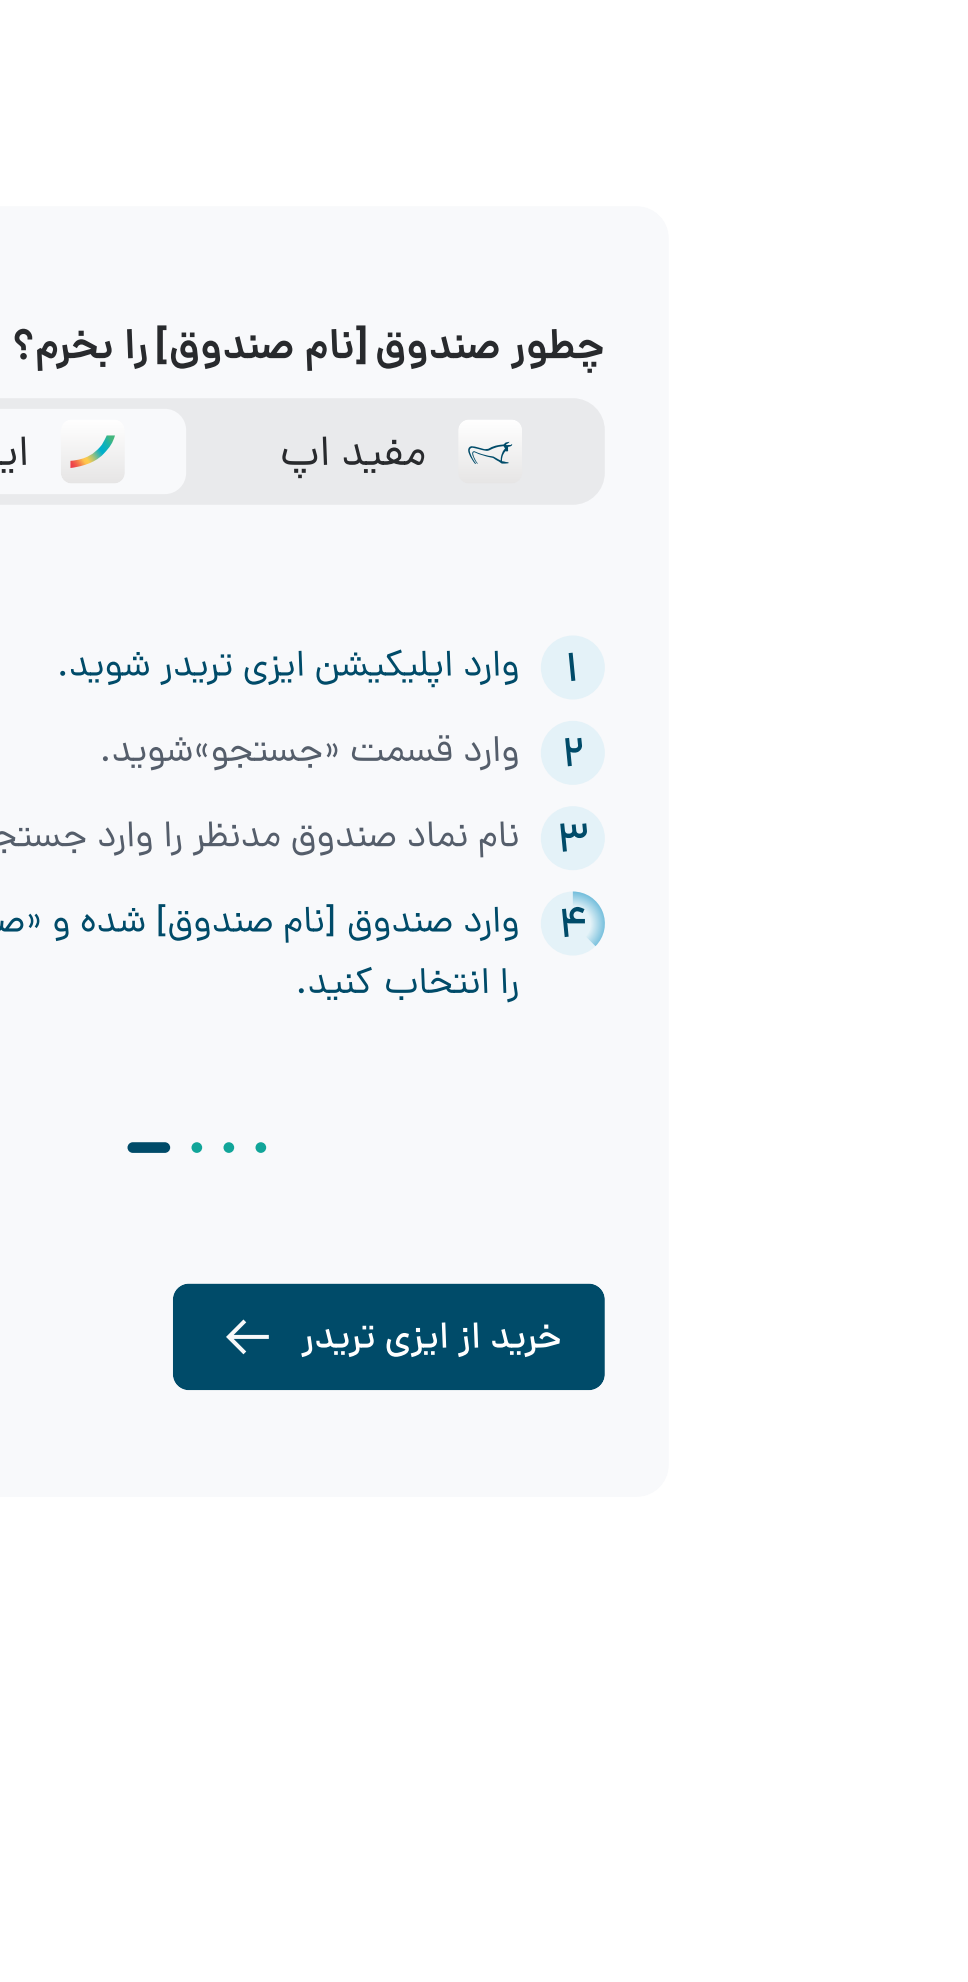 چطور صندوق [نام صندوق] را بخرم؟
مفید اپ
۱ وارد اپلیکیشن ایزی تریدر شوید.
۲ وارد قسمت «جستجو»شوید.
۳ نام نماد صندوق مدنظر را وارد
۴ وارد صندوق [نام صندوق] شده و
را انتخاب کنید.
خرید از ایزی تریدر